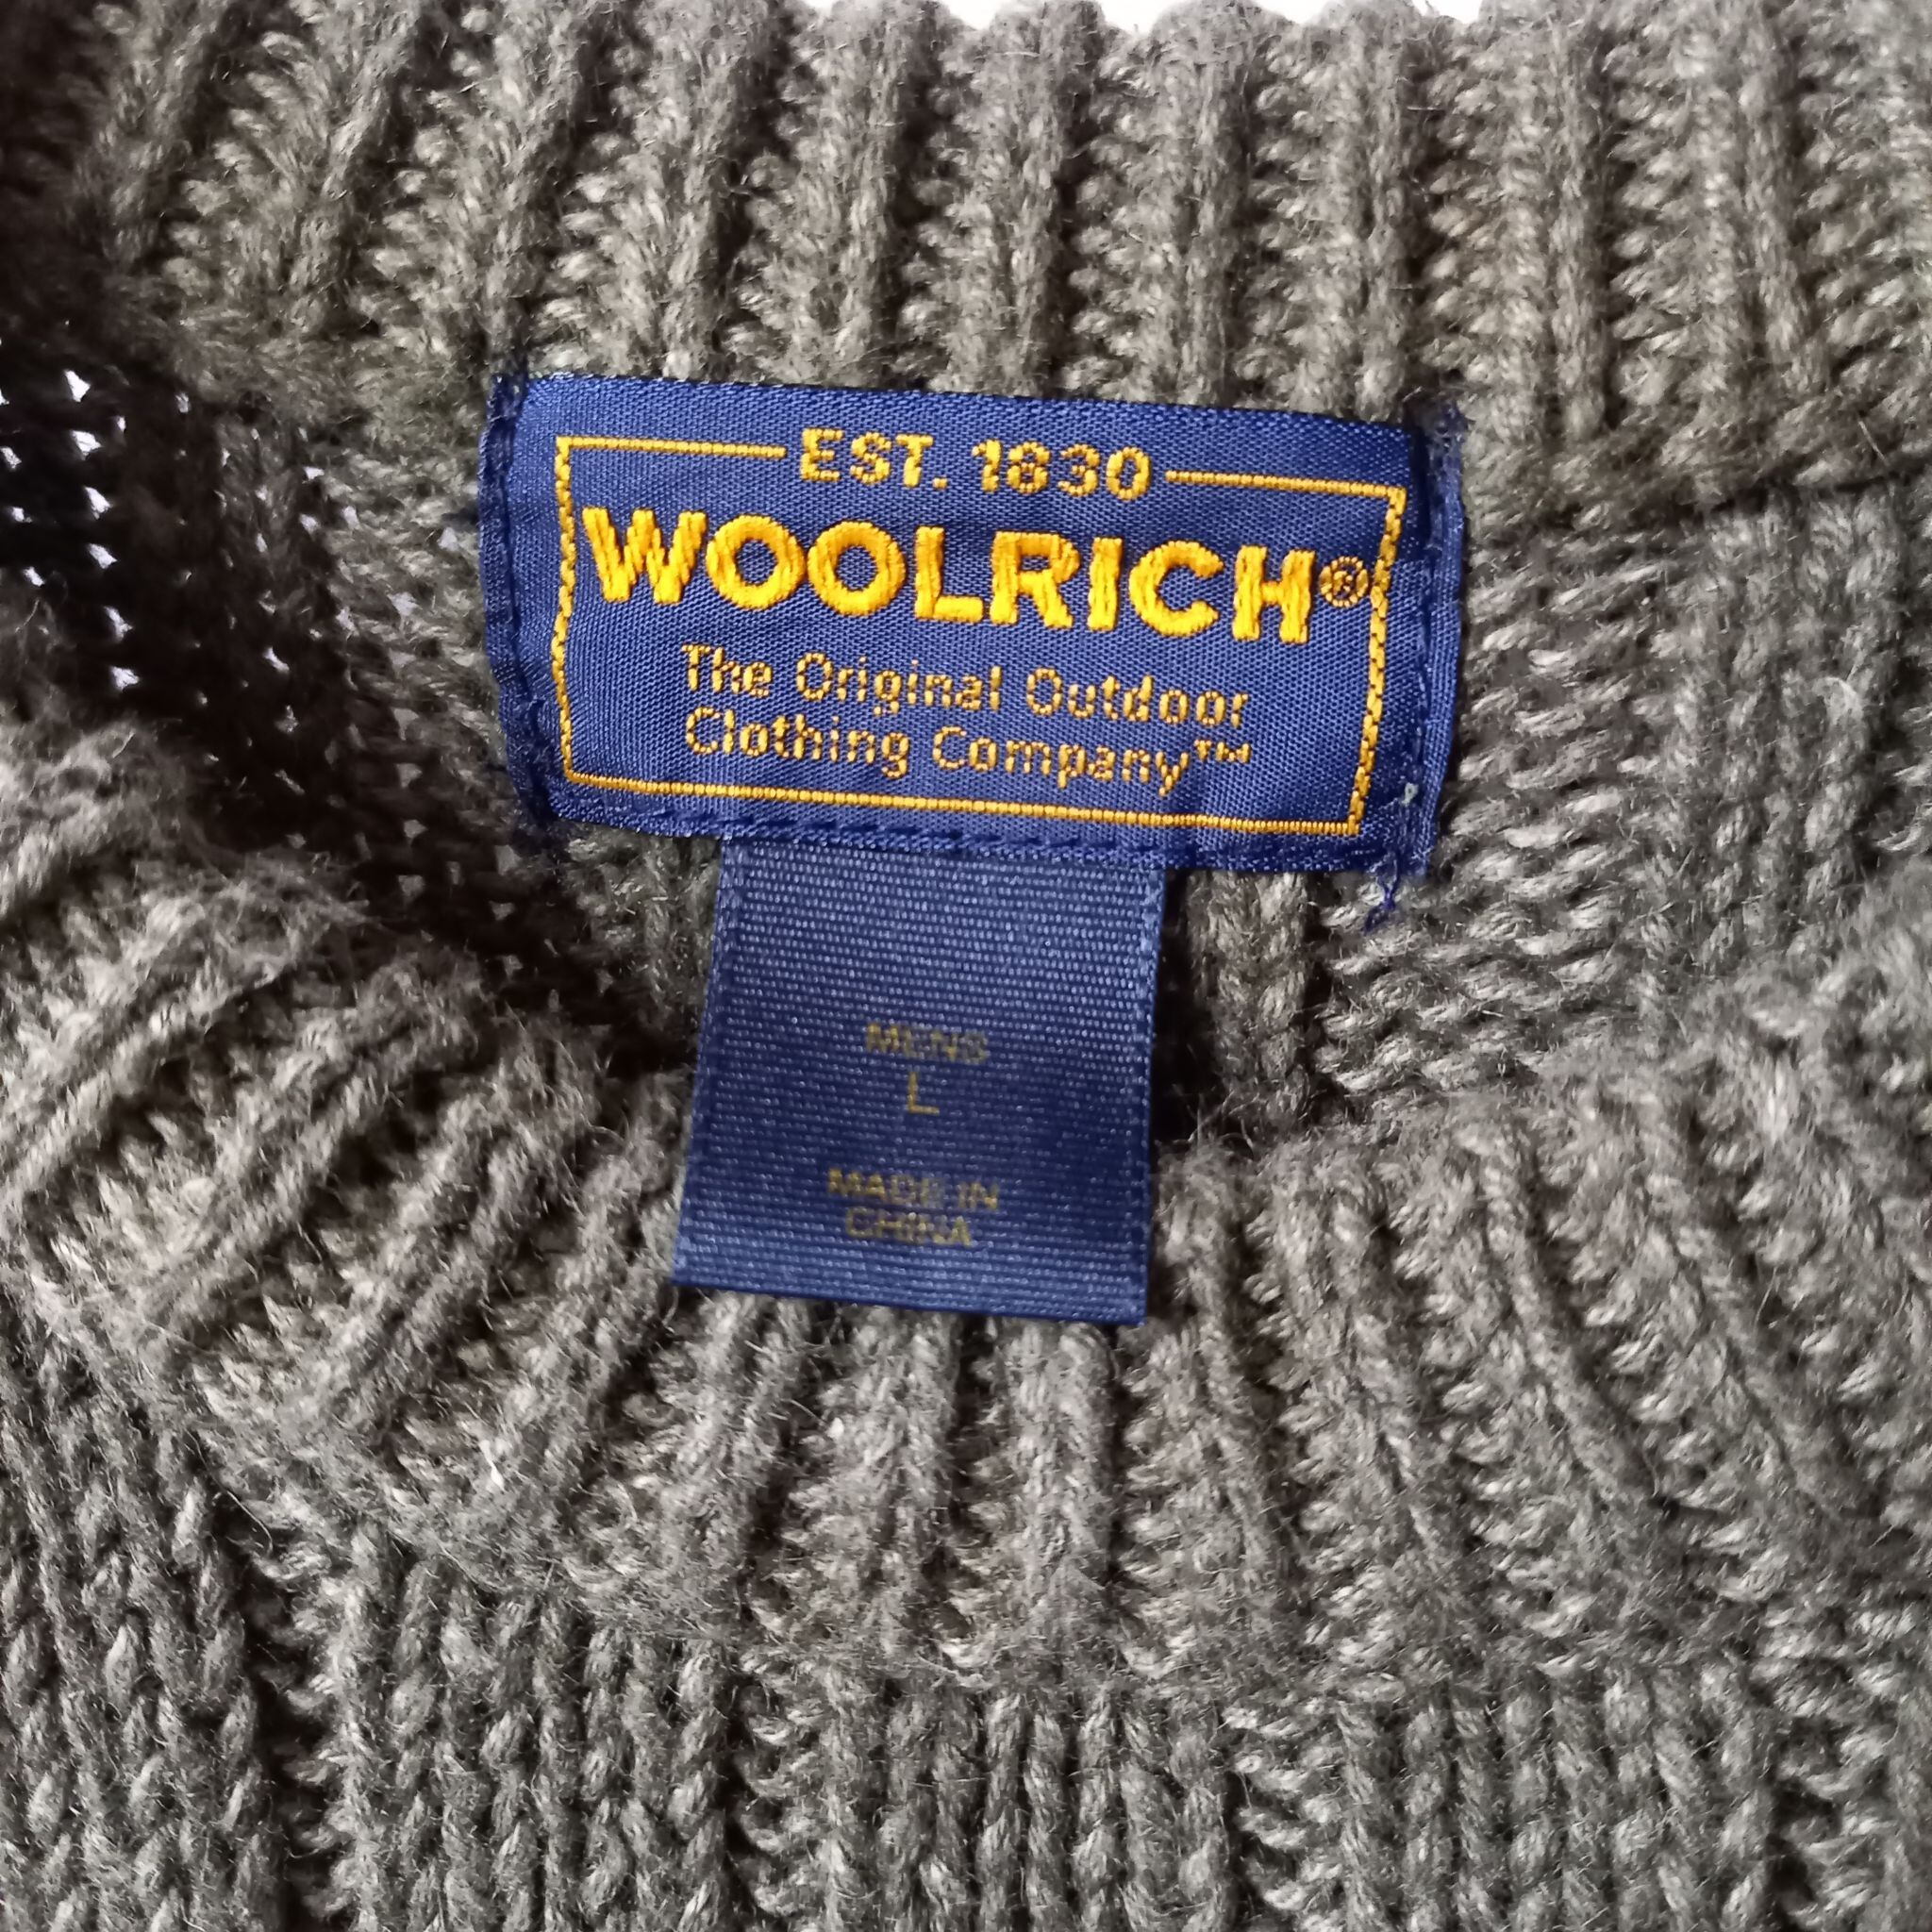 EST. 1830
WOOLRICH®
The Original Outdoor
Clothing Company™
MENS
L
MADE IN
CHINA